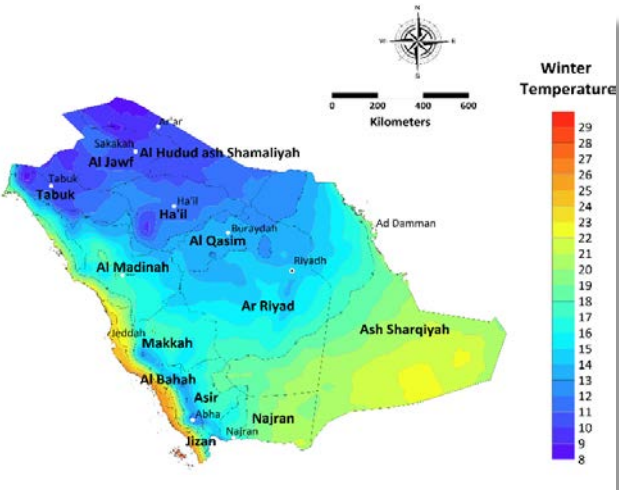 N
W
E
S
0 200 400 600
Kilometers
Winter
Temperature
Ar'ar
Sakakah
Al Hudud ash Shamaliyah
Al Jawf
Tabuk
Tabuk
Ha'il
Ha'il
Buraydah
Al Qasim
Ad Damman
Al Madinah
Riyadh
Ar Riyad
Jeddah
Makkah
Ash Sharqiyah
Al Bahah
Asir
Abha
Najran
Najran
Jizan
29
28
26
25
24
23
22
21
20
19
18
17
16
15
14
13
12
11
10
9
8